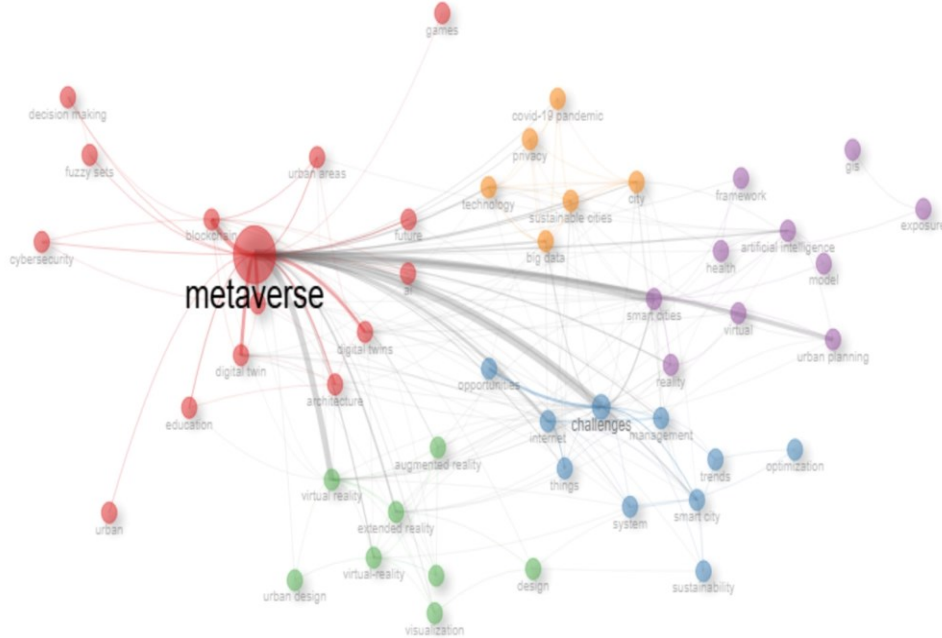 games
decision making
covid-19 pandemic
privacy
fuzzy sets
urban areas
gis
technology
city
framework
sustainable cities
exposure
blockchain
future
artificial intelligence
cybersecurity
big data
health
model
ai
metaverse
smart cities
virtual
digital twins
urban planning
digital twin
opportunities
reality
architecture
education
challenges
internet
management
augmented reality
trends
optimization
things
virtual reality
urban
extended reality
system
smart city
virtual-reality
design
sustainability
urban design
visualization